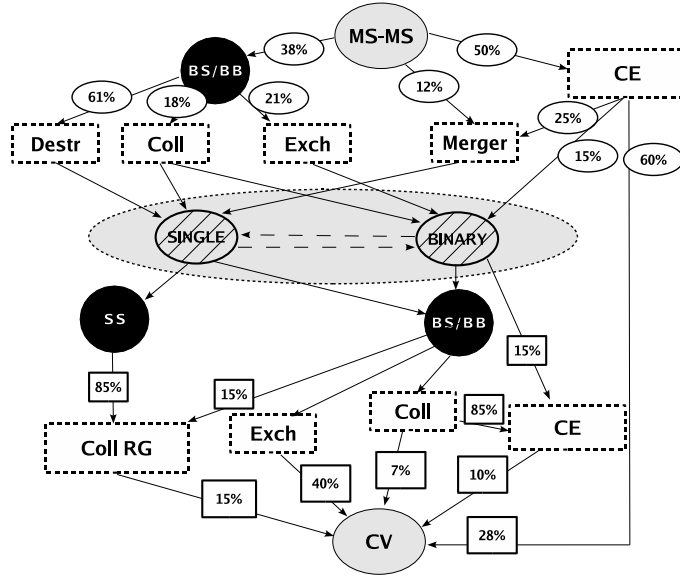 MS-MS
38%
50%
BS/BB
CE
61%
18%
21%
12%
25%
Destr
Coll
Exch
Merger
15%
60%
SINGLE
BINARY
SS
BS/BB
15%
85%
15%
Coll
85%
Coll RG
Exch
CE
15%
40%
7%
10%
28%
CV